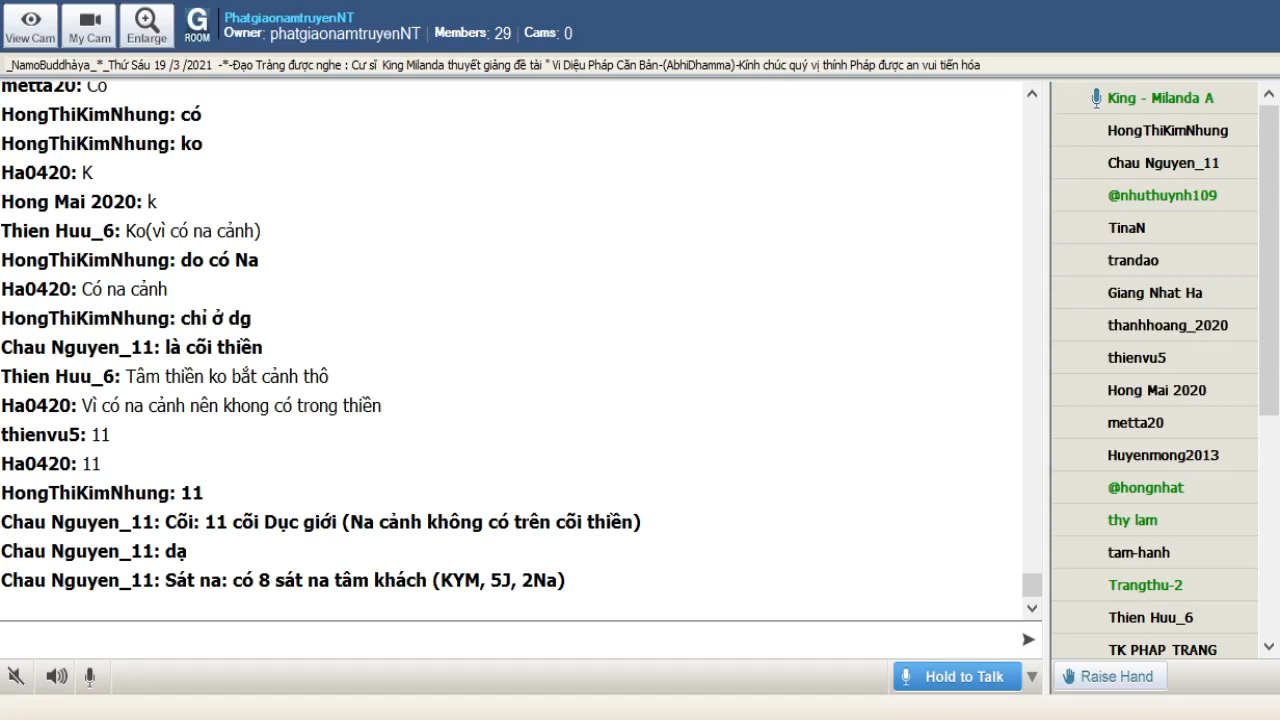 View Cam
My Cam
Enlarge
G
ROOM
PhatgiaonamtruyenNT
Owner: phatgiaonamtruyenNT | Members: 29 | Cams: 0
_NamoBuddhàya_*_Thứ Sáu 19 /3 /2021 -*-Đạo Tràng được nghe : Cư sĩ King Milanda thuyết giảng đề tài " Vi Diệu Pháp Căn Bản-(AbhiDhamma)-Kính chúc quý vị thính Pháp được an vui tiến hóa
metta20: Có
HongThiKimNhung: có
HongThiKimNhung: ko
Ha0420: K
Hong Mai 2020: k
Thien Huu_6: Ko(vì có na cảnh)
HongThiKimNhung: do có Na
Ha0420: Có na cảnh
HongThiKimNhung: chỉ ở dg
Chau Nguyen_11: là cõi thiền
Thien Huu_6: Tâm thiền ko bắt cảnh thô
Ha0420: Vì có na cảnh nên khong có trong thiền
thienvu5: 11
Ha0420: 11
HongThiKimNhung: 11
Chau Nguyen_11: Cõi: 11 cõi Dục giới (Na cảnh không có trên cõi thiền)
Chau Nguyen_11: dạ
Chau Nguyen_11: Sát na: có 8 sát na tâm khách (KYM, 5J, 2Na)
King - Milanda A
HongThiKimNhung
Chau Nguyen_11
@nhuthuynh109
TinaN
trandao
Giang Nhat Ha
thanhhoang_2020
thienvu5
Hong Mai 2020
metta20
Huyenmong2013
@hongnhat
thy lam
tam-hanh
Trangthu-2
Thien Huu_6
TK PHAP TRANG
Hold to Talk
Raise Hand